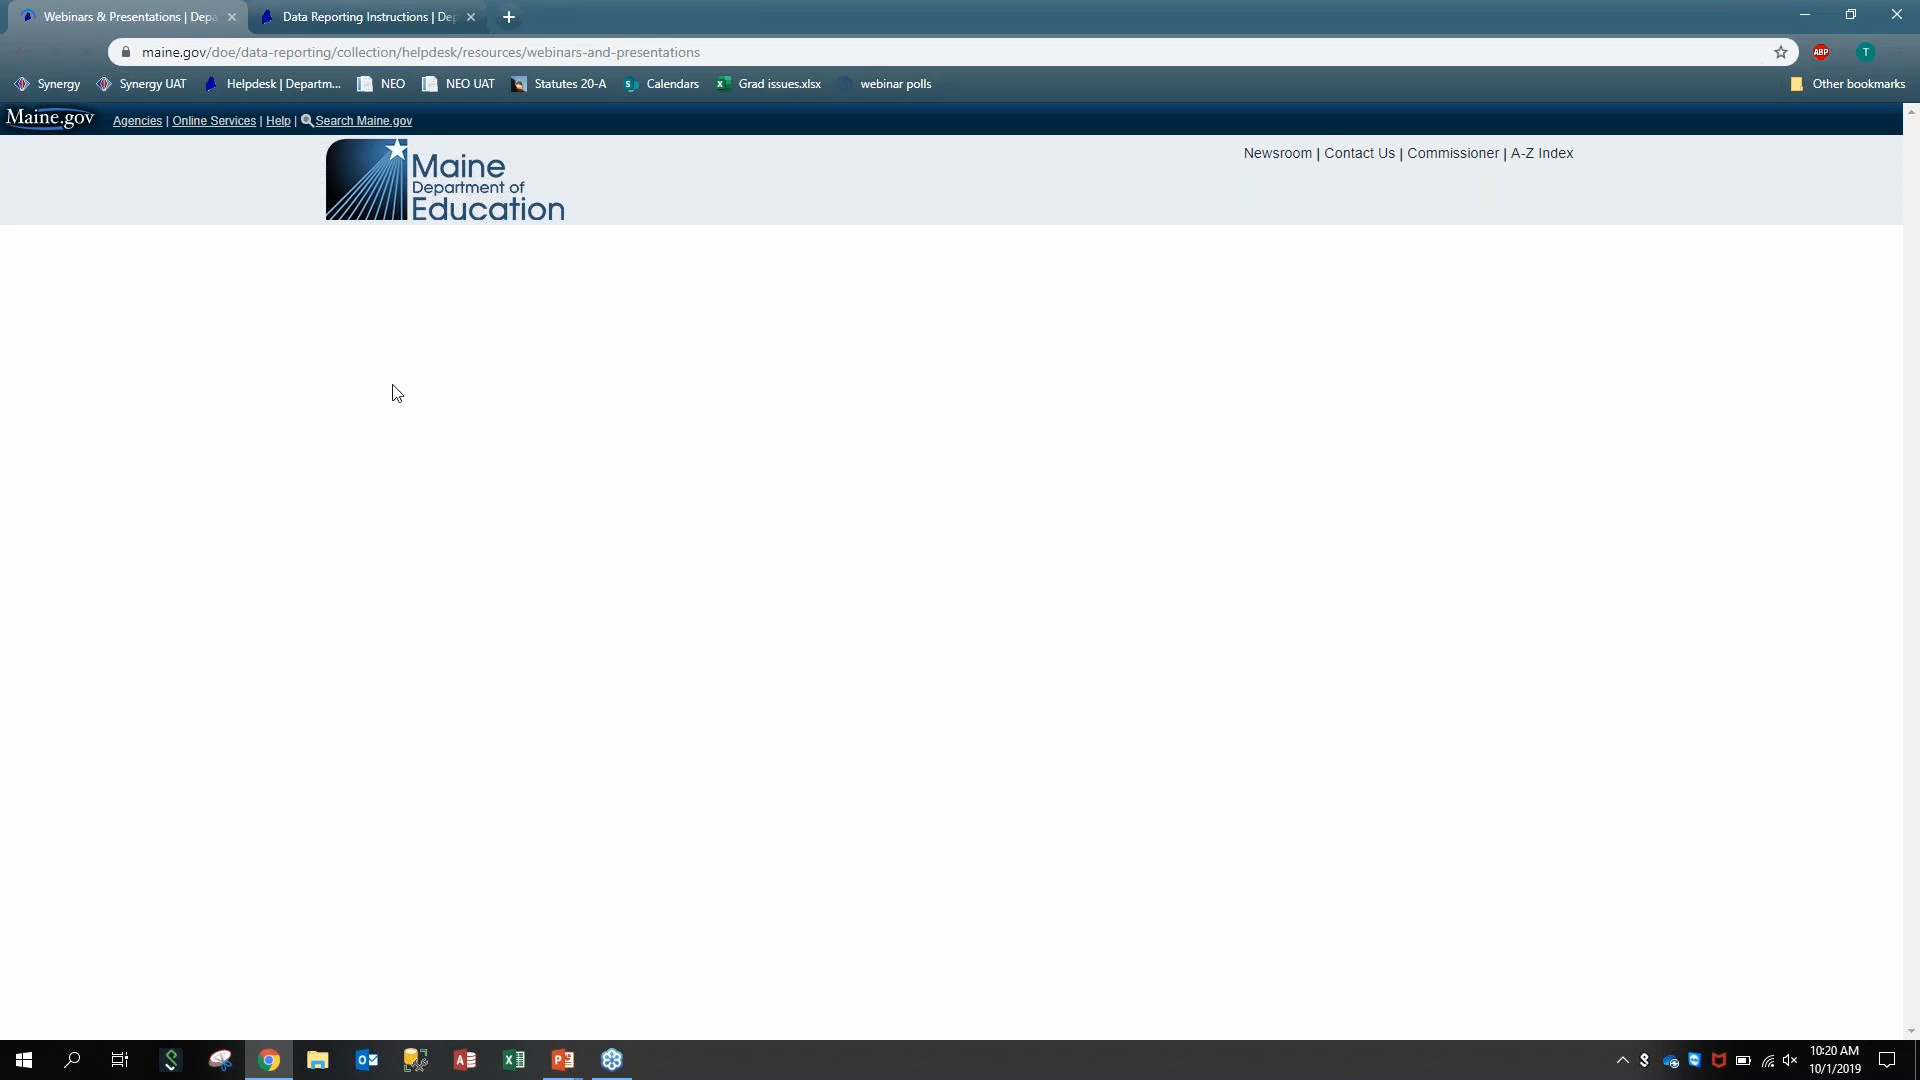 Webinars & Presentations | Depa
Data Reporting Instructions | Dep
maine.gov/doe/data-reporting/collection/helpdesk/resources/webinars-and-presentations
ABP
T
Synergy
Synergy UAT
Helpdesk | Departm...
NEO
NEO UAT
Statutes 20-A
Calendars
Grad issues.xlsx
webinar polls
Other bookmarks
Maine.gov
Agencies | Online Services | Help | Search Maine.gov
Maine
Department of
Education
Newsroom | Contact Us | Commissioner | A-Z Index
10:20 AM
10/1/2019